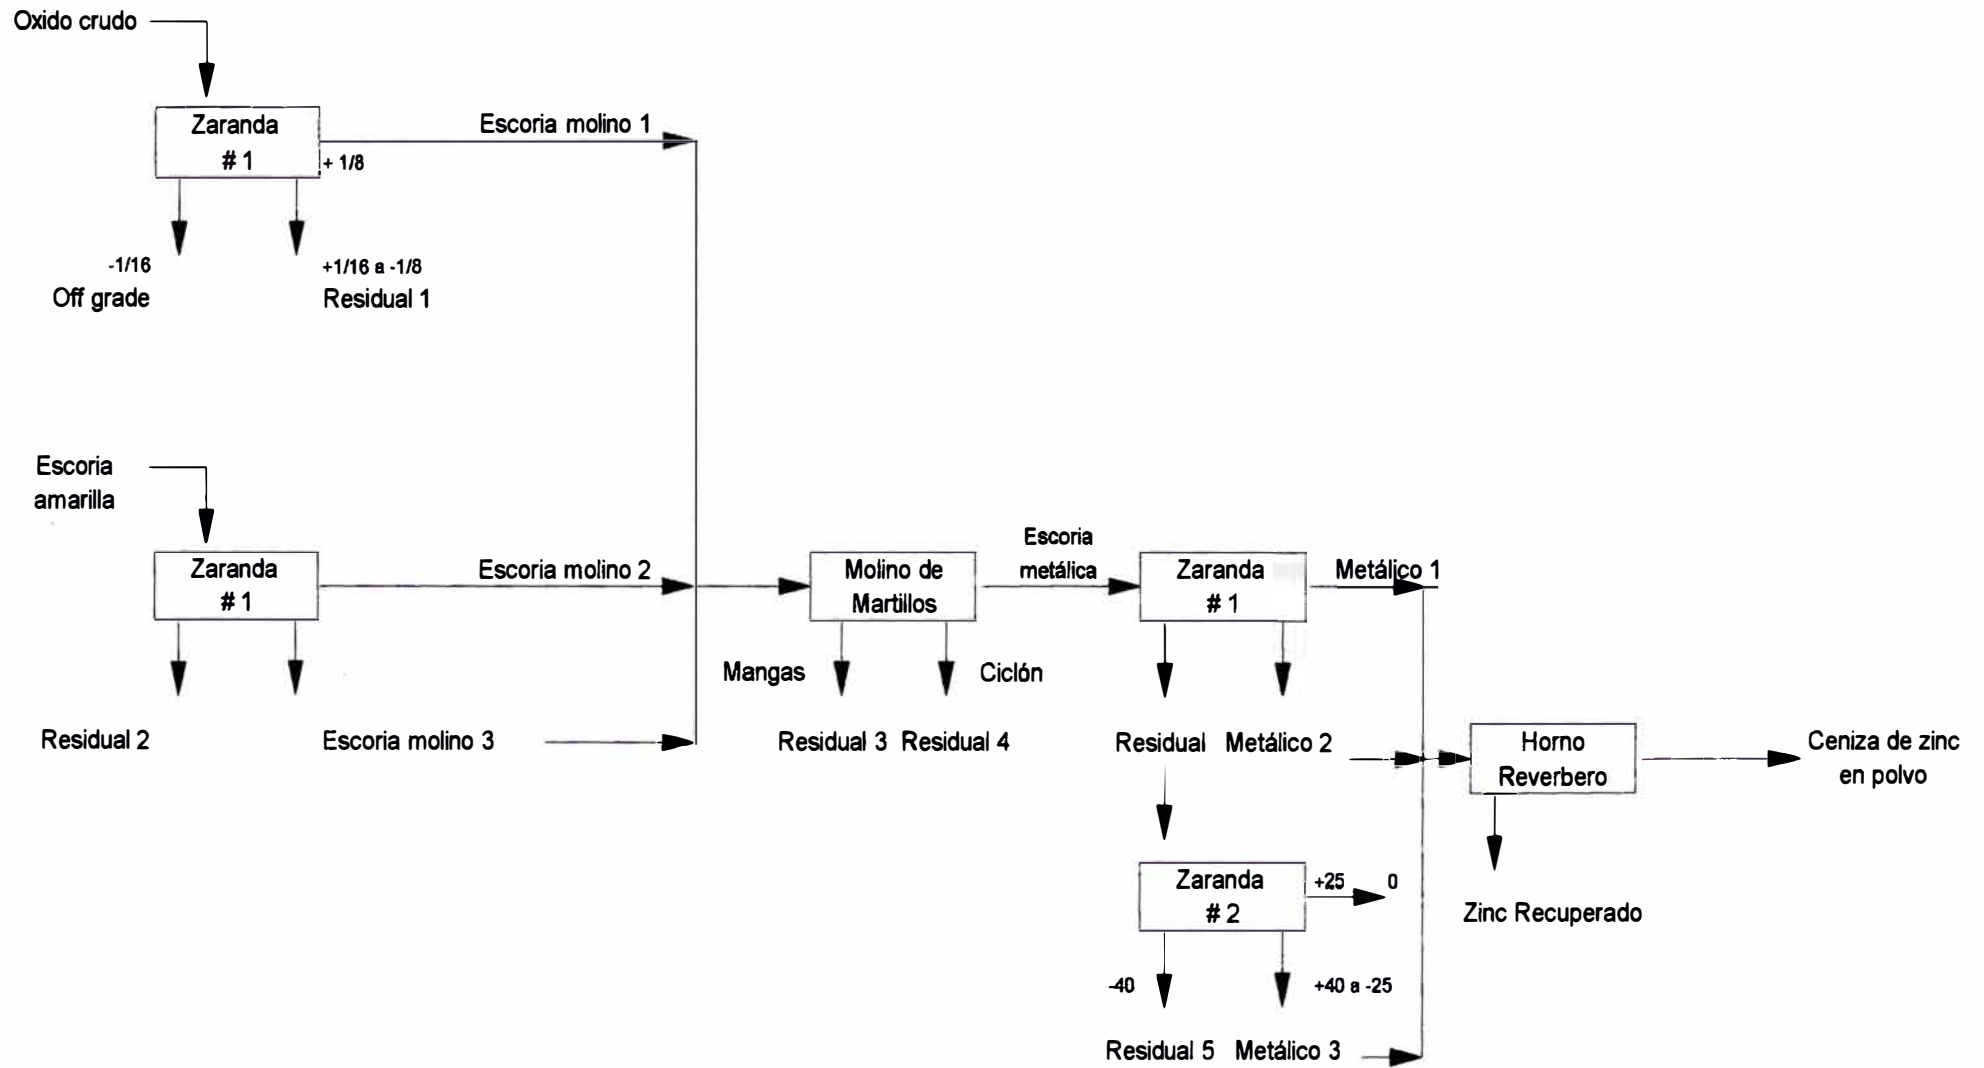 Oxido crudo
Zaranda
# 1
Escoria molino 1
+ 1/8
-1/16
Off grade
+1/16 a -1/8
Residual 1
Escoria
amarilla
Zaranda
# 1
Escoria molino 2
Residual 2
Escoria molino 3
Molino de
Martillos
Mangas
Ciclón
Residual 3
Residual 4
Escoria
metálica
Zaranda
# 1
Metálico 1
Residual
Metálico 2
Zaranda
# 2
+25
0
-40
+40 a -25
Residual 5
Metálico 3
Horno
Reverbero
Zinc Recuperado
Ceniza de zinc
en polvo